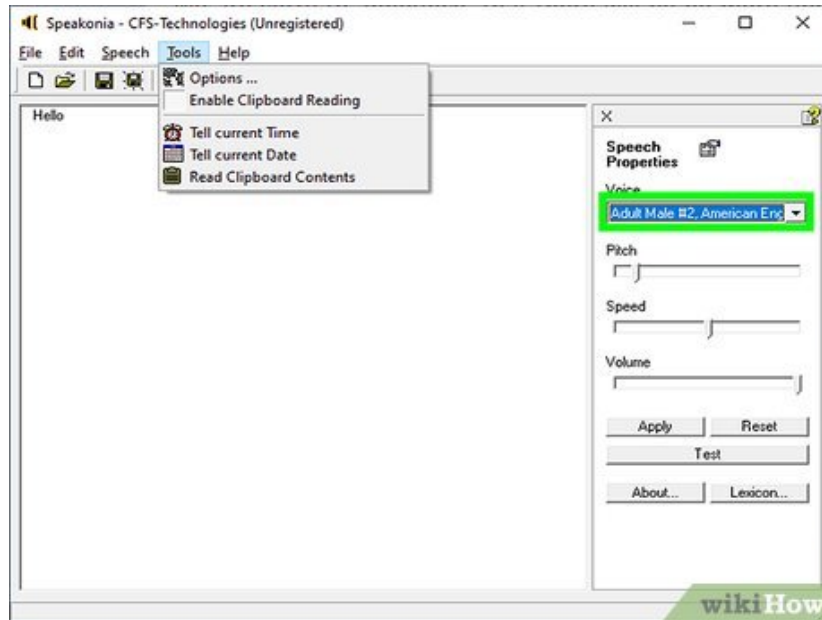 Speakonia - CFS-Technologies (Unregistered)
File Edit Speech Tools Help
Options ...
Enable Clipboard Reading
Tell current Time
Tell current Date
Read Clipboard Contents
Hello
Speech
Properties
Voice
Adult Male #2, American Eng
Pitch
Speed
Volume
Apply Reset
Test
About... Lexicon...
wikiHow